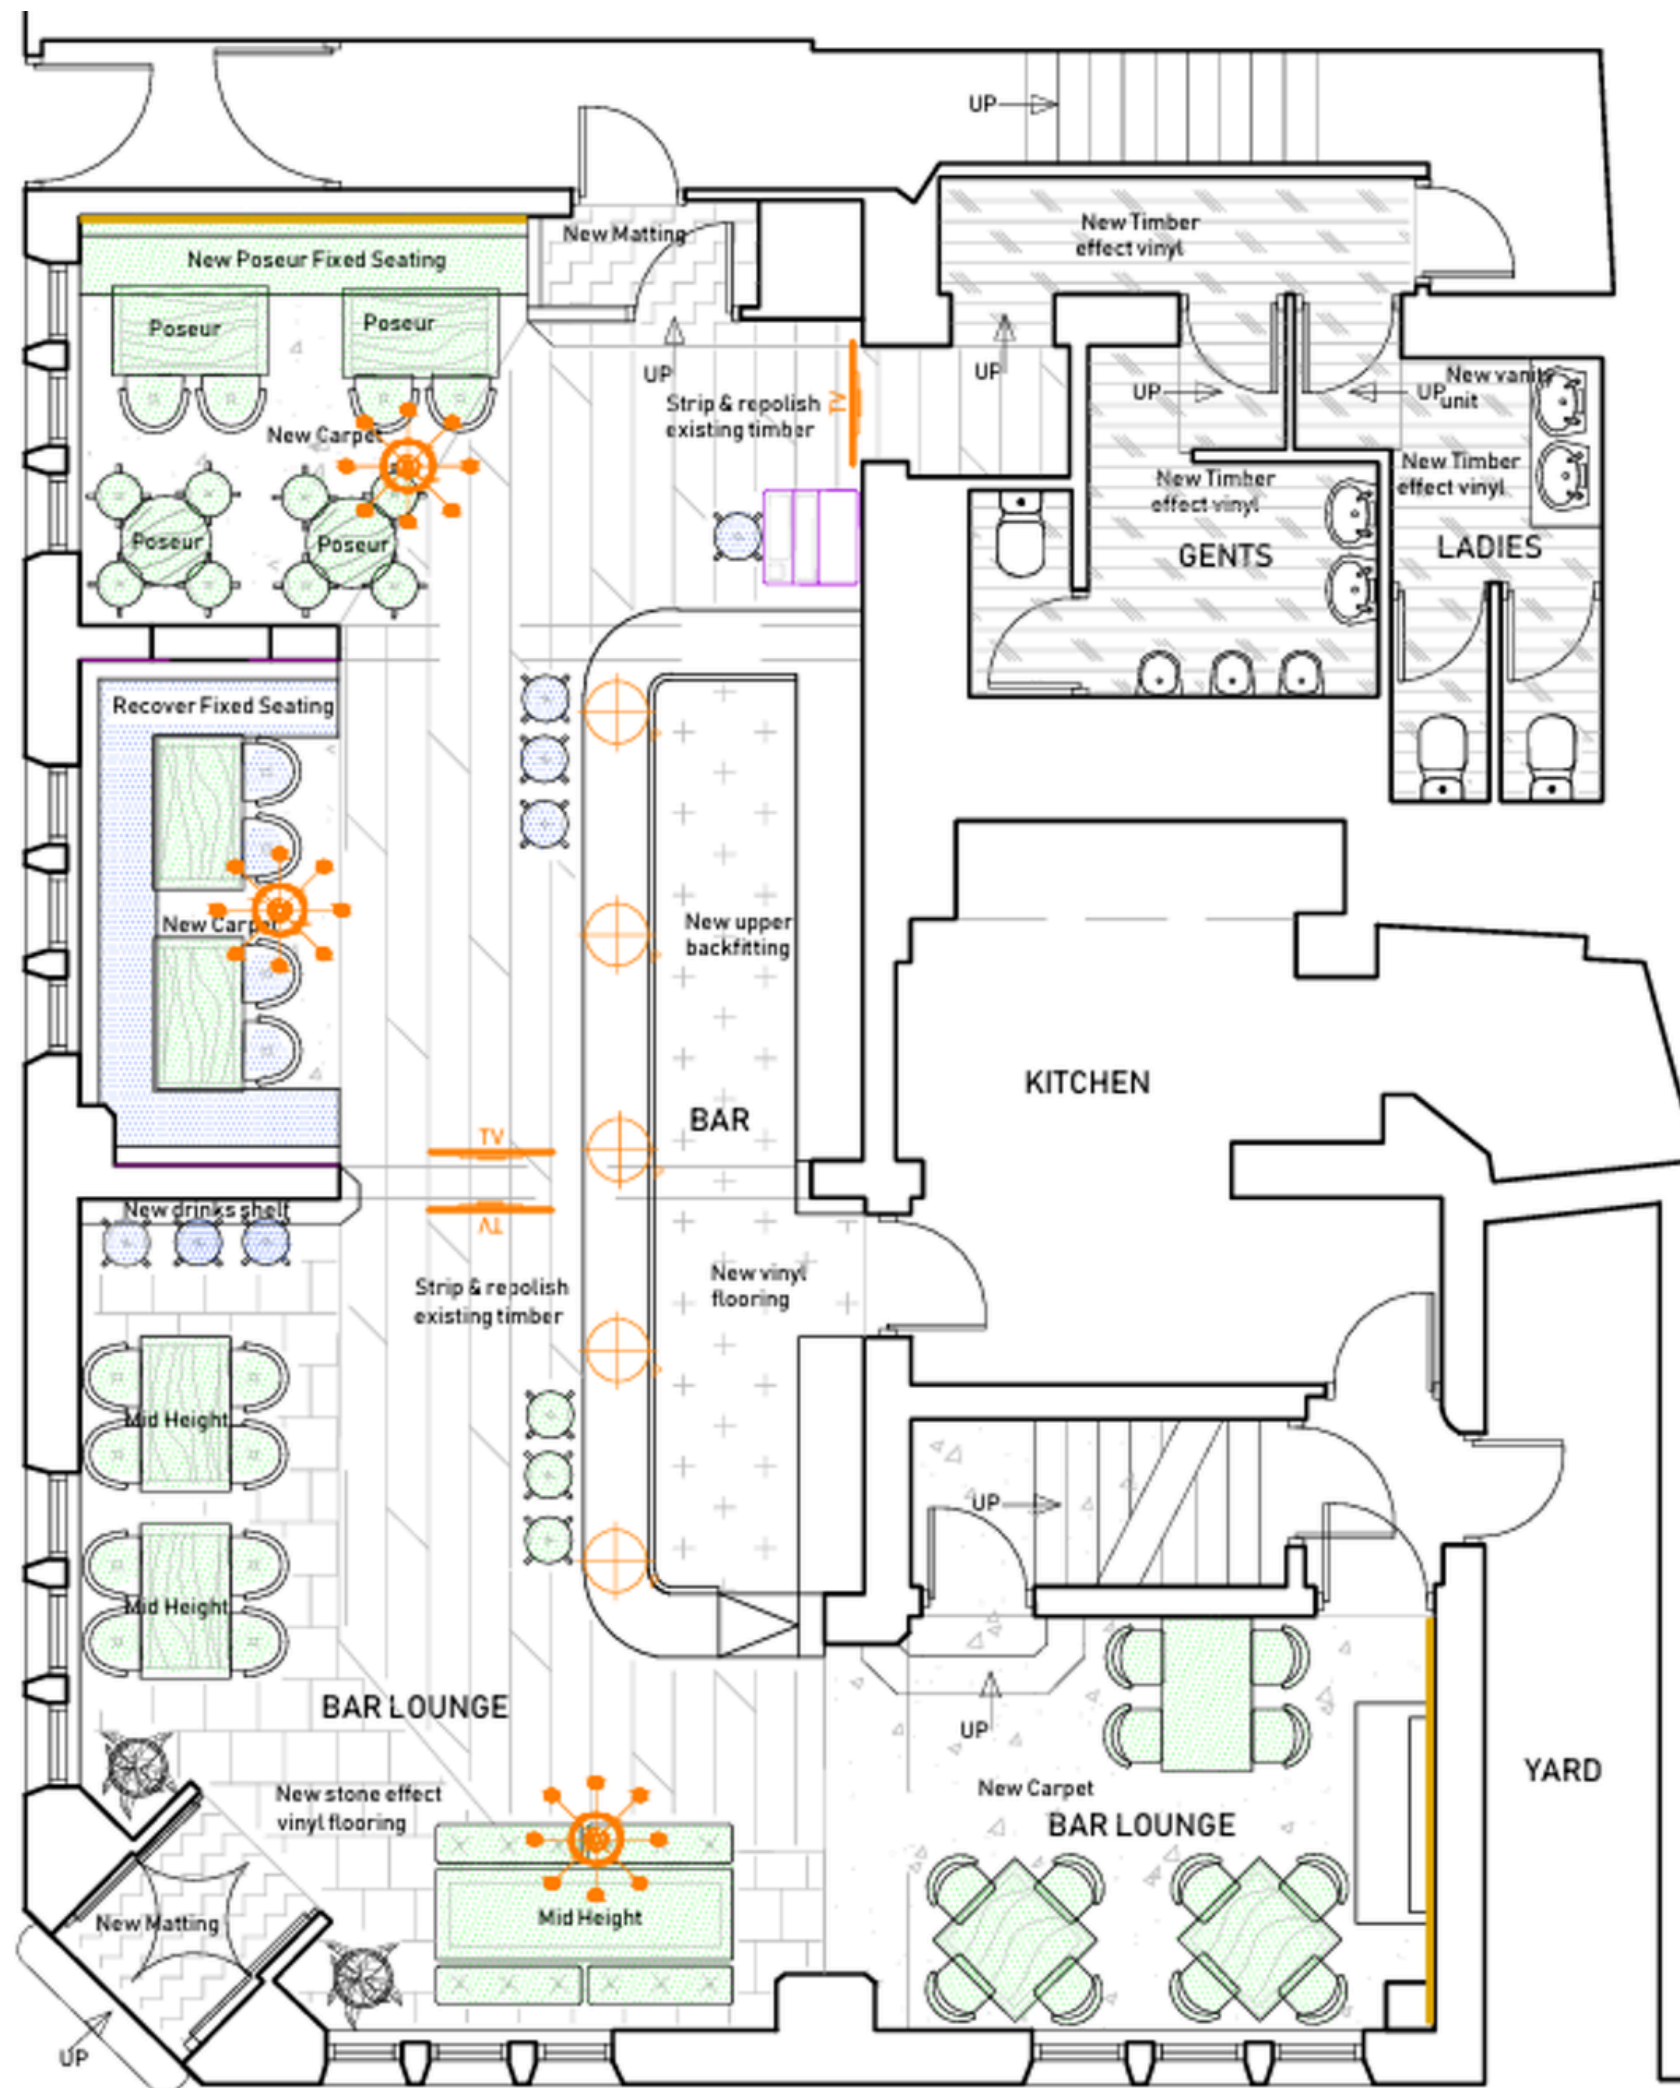 UP
New Timber
effect vinyl
New Matting
New Poseur Fixed Seating
Poseur
Poseur
UP
UP
UP
UP
New vanity
unit
TV
Strip & repolish
existing timber
New Carpet
New Timber
effect vinyl
New Timber
effect vinyl
Poseur
Poseur
GENTS
LADIES
Recover Fixed Seating
New Carpet
New upper
backfitting
KITCHEN
BAR
TV
TV
New drinks shelf
Strip & repolish
existing timber
New vinyl
flooring
Mid Height
UP
Mid Height
BAR LOUNGE
UP
YARD
New stone effect
vinyl flooring
New Carpet
BAR LOUNGE
New Matting
Mid Height
UP